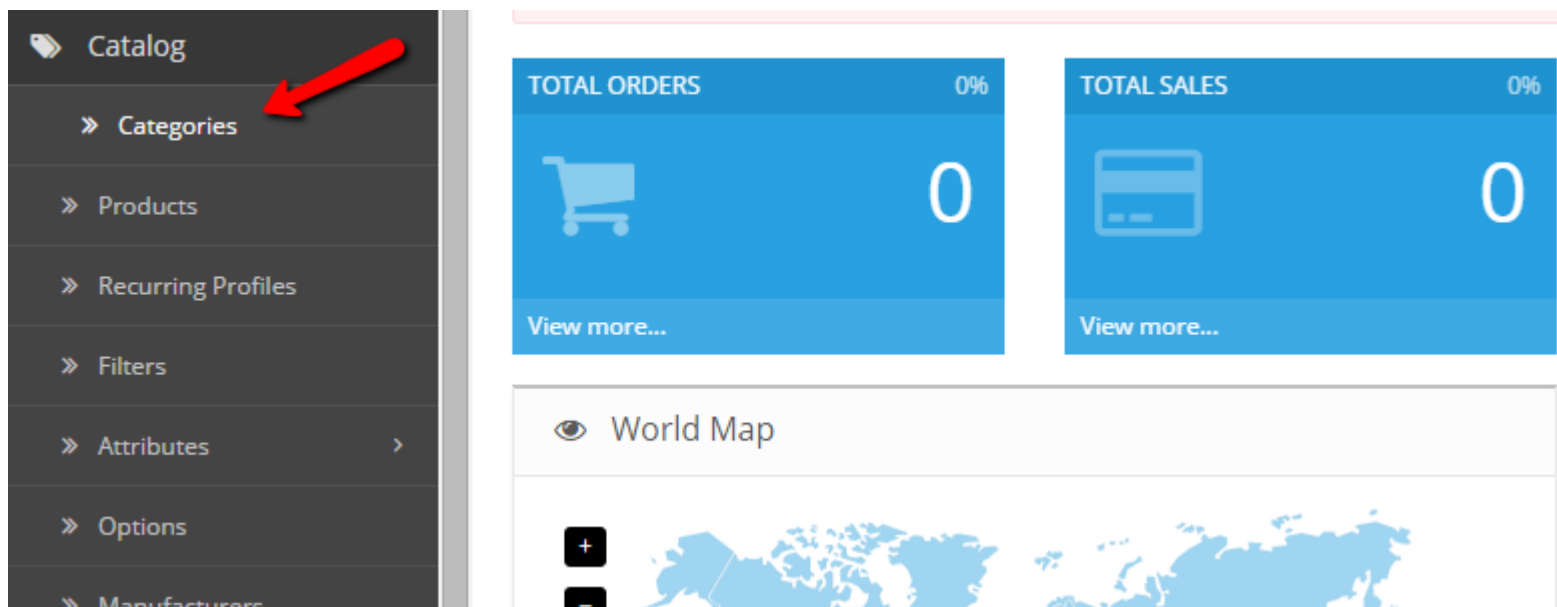 Catalog
Categories
Products
Recurring Profiles
Filters
Attributes
Options
Manufacturers
TOTAL ORDERS 0%
0
View more...
TOTAL SALES 0%
0
View more...
World Map
+
-